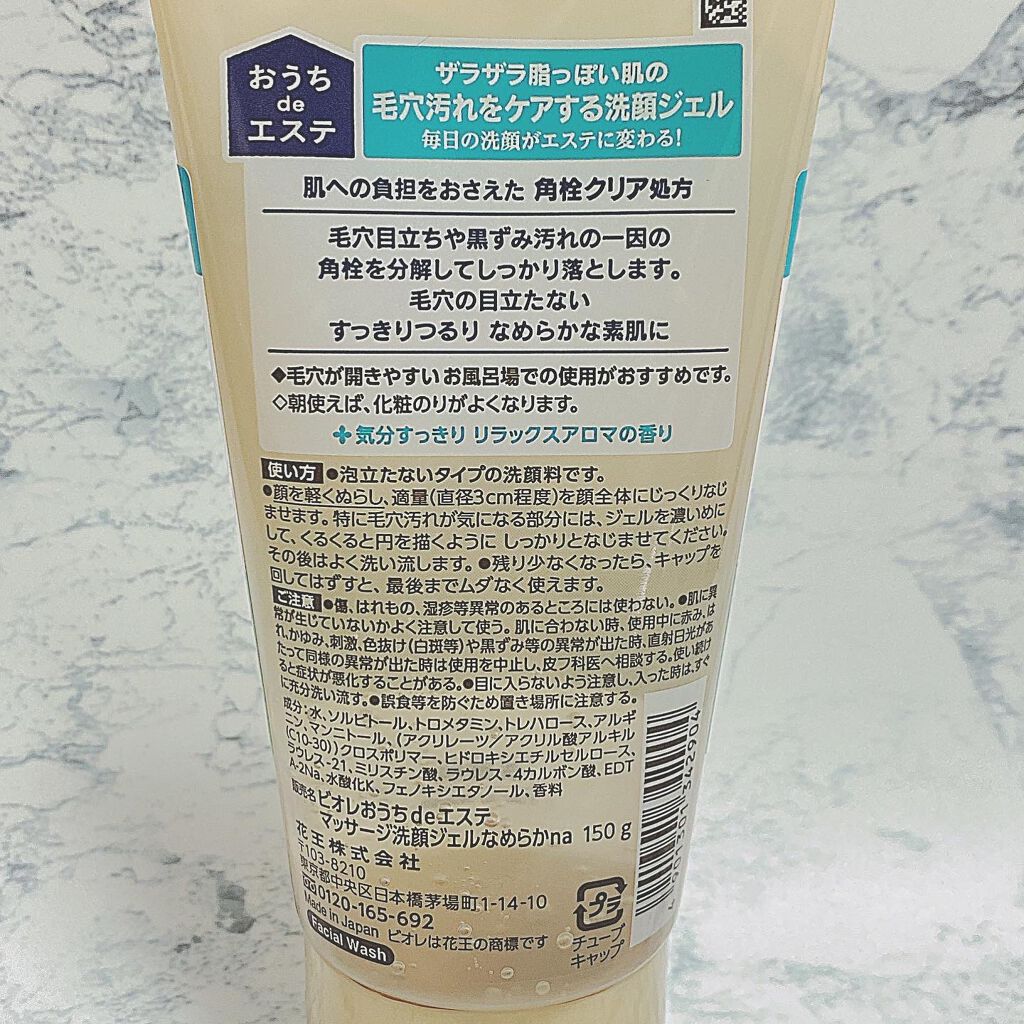 おうち
de
エステ
ザラザラ脂っぽい肌の
毛穴汚れをケアする洗顔ジェル
毎日の洗顔がエステに変わる!
肌への負担をおさえた 角栓クリア処方
毛穴目立ちや黒ずみ汚れの一因の
角栓を分解してしっかり落とします。
毛穴の目立たない
すっきりつるり なめらかな素肌に
◆毛穴が開きやすい お風呂場での使用がおすすめです。
◇朝使えば、化粧のりがよくなります。
気分すっきり リラックスアロマの香り
使い方 ●泡立たないタイプの洗顔料です。
●顔を軽くぬらし、適量(直径3cm程度)を顔全体にじっくりなじ
ませます。特に毛穴汚れが気になる部分には、ジェルを濃いめに
して、くるくると円を描くように しっかりとなじませてください。
その後はよく洗い流します。●残り少なくなったら、キャップを
回してはずすと、最後までムダなく使えます。
ご注意 ●傷、はれもの、湿疹等異常のあるところには使わない。●肌に異
常が生じていないかよく注意して使う。肌に合わない時、使用中に赤み、は
れ、かゆみ、刺激、色抜け(白斑等)や黒ずみ等の異常が出た時、直射日光があ
たって同様の異常が出た時は使用を中止し、皮フ科医へ相談する。使い続け
ると症状が悪化することがある。●目に入らないよう注意し、入った時は、すぐ
に充分洗い流す。●誤食等を防ぐため置き場所に注意する。
成分:水、ソルビトール、トロメタミン、トレハロース、アルギ
ニン、マンニトール、(アクリレーツ/アクリル酸アルキル
(C10-30))クロスポリマー、ヒドロキシエチルセルロース、
ラウレス-21、ミリスチン酸、ラウレス-4カルボン酸、EDT
A-2Na、水酸化K、フェノキシエタノール、香料
販売名 ビオレおうちdeエステ
マッサージ洗顔ジェルなめらかna 150g
花王株式会社
〒103-8210
東京都中央区日本橋茅場町1-14-10
0120-165-692
Made in Japan ビオレは花王の商標です
Facial Wash
プラ
チューブ
キャップ
4 901301 342904